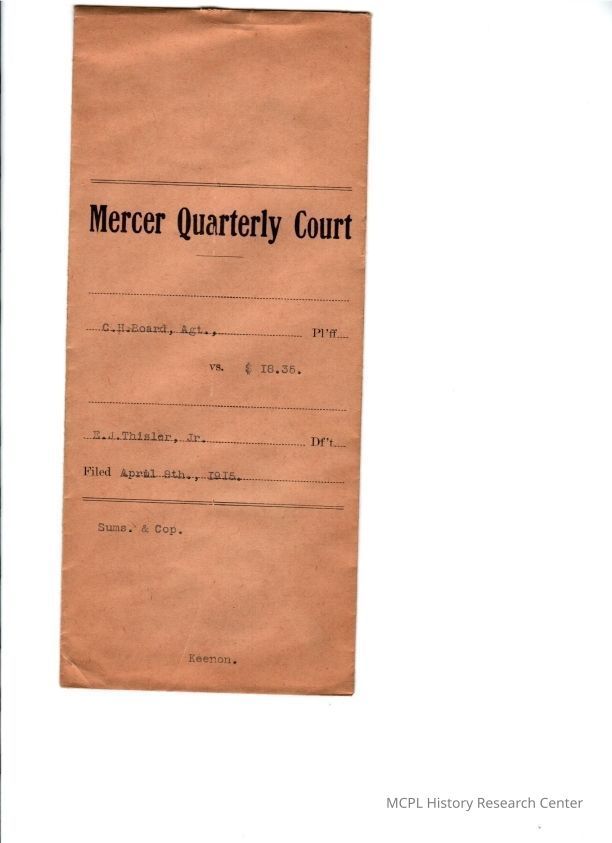 Mercer Quarterly Court
C.H.Board, Agt., Pl'ff.
vs. $ 18.35.
E.J.Thisler, Jr. Df't.
Filed April 8th., 1915.
Sums. & Cop.
Keenon.
MCPL History Research Center